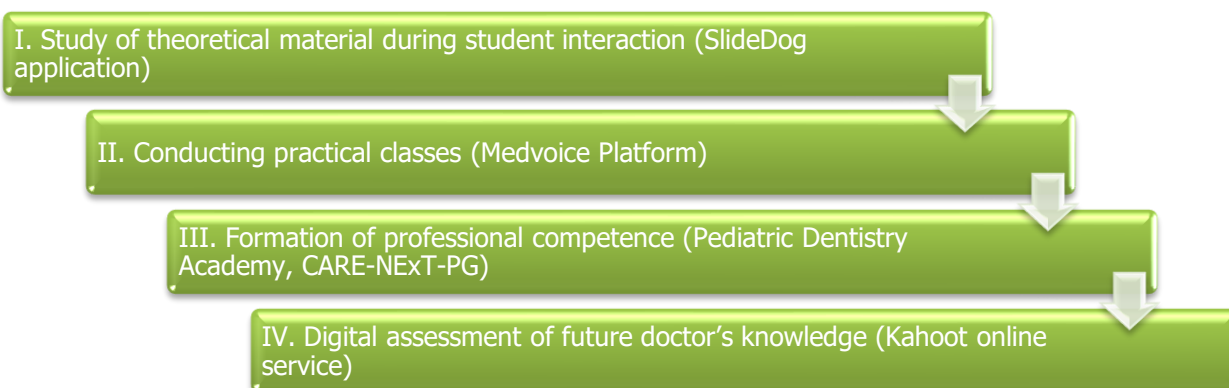 I. Study of theoretical material during student interaction (SlideDog
application)
II. Conducting practical classes (Medvoice Platform)
III. Formation of professional competence (Pediatric Dentistry
Academy, CARE-NExT-PG)
IV. Digital assessment of future doctor’s knowledge (Kahoot online
service)